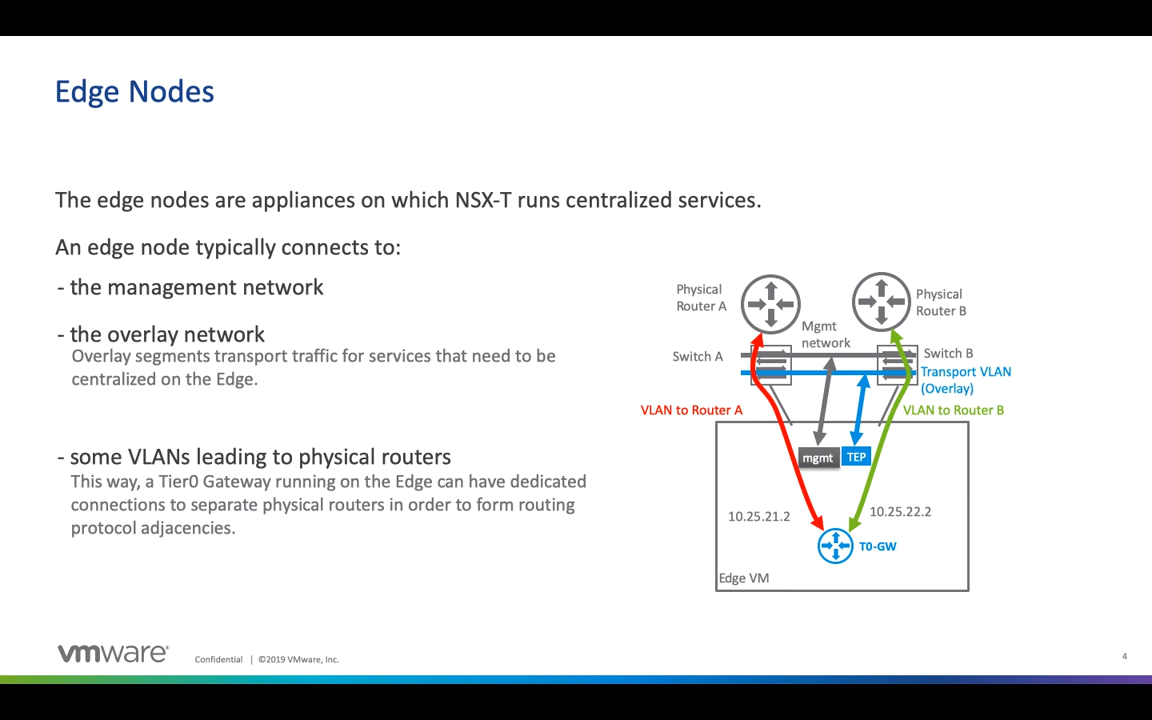 Edge Nodes
The edge nodes are appliances on which NSX-T runs centralized services.
An edge node typically connects to:
- the management network
- the overlay network
Overlay segments transport traffic for services that need to be
centralized on the Edge.
- some VLANs leading to physical routers
This way, a Tier0 Gateway running on the Edge can have dedicated
connections to separate physical routers in order to form routing
protocol adjacencies.
Physical
Router A
Physical
Router B
Mgmt
network
Switch A
Switch B
Transport VLAN
(Overlay)
VLAN to Router A
VLAN to Router B
mgmt
TEP
10.25.21.2
10.25.22.2
T0-GW
Edge VM
vmware®
Confidential | ©2019 VMware, Inc.
4